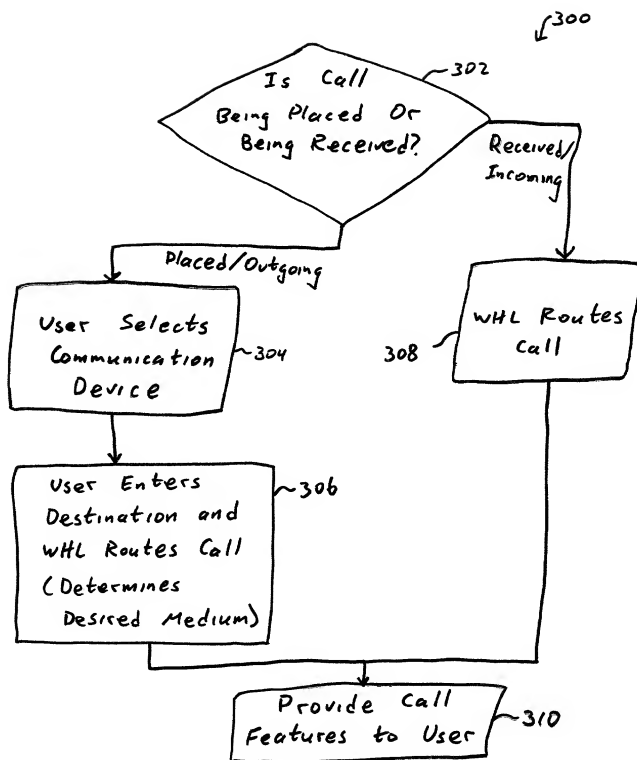 300
Is Call
302
Being Placed Or
Being Received?
Received/
Incoming
Placed/Outgoing
User Selects
Communication
304
Device
WHL Routes
Call
308
User Enters
306
Destination and
WHL Routes Call
(Determines
Desired Medium)
Provide Call
Features to User
310